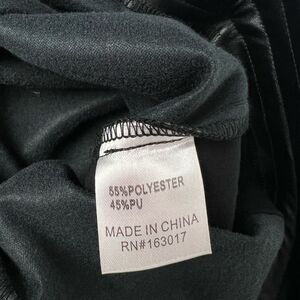 55%POLYESTER
45%PU
MADE IN CHINA
RN#163017